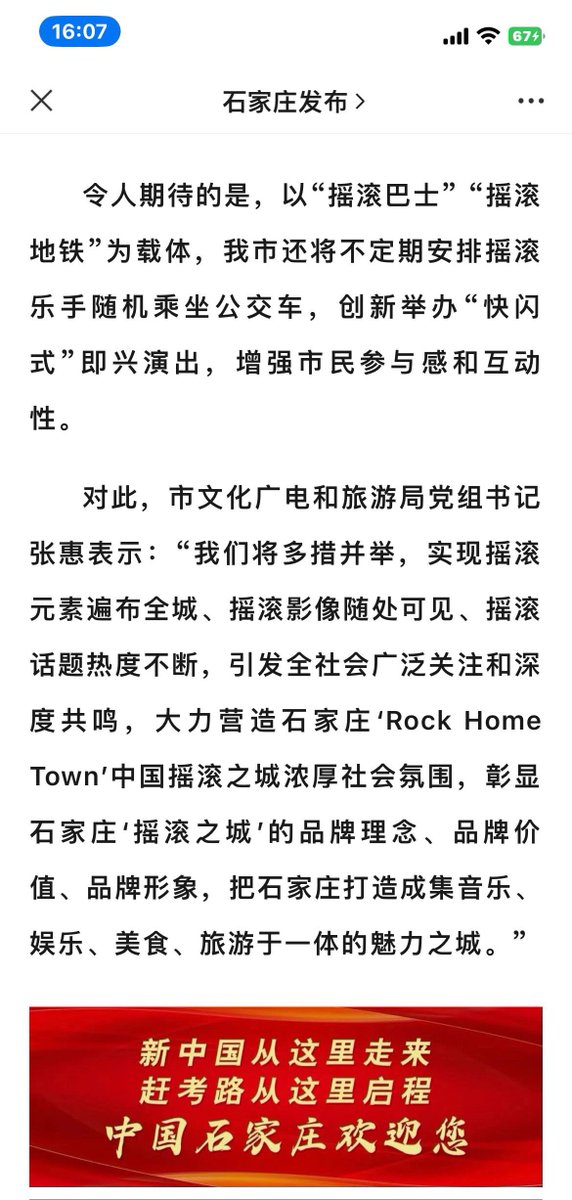 16:07
67
石家庄发布
令人期待的是，以“摇滚巴士”“摇滚
地铁”为载体，我市还将不定期安排摇滚
乐手随机乘坐公交车，创新举办“快闪
式”即兴演出，增强市民参与感和互动
性。
对此，市文化广电和旅游局党组书记
张惠表示：“我们将多措并举，实现摇滚
元素遍布全城、摇滚影像随处可见、摇滚
话题热度不断，引发全社会广泛关注和深
度共鸣，大力营造石家庄‘Rock Home
Town’中国摇滚之城浓厚社会氛围，彰显
石家庄‘摇滚之城’的品牌理念、品牌价
值、品牌形象，把石家庄打造成集音乐、
娱乐、美食、旅游于一体的魅力之城。”
新中国从这里走来
赶考路从这里启程
中国石家庄欢迎您